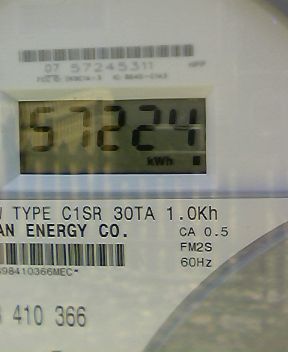 07 57245311
57224
kWh
TYPE C1SR 30TA 1.0Kh
AN ENERGY CO.
CA 0.5
FM2S
60Hz
98410366MEC*
410 366